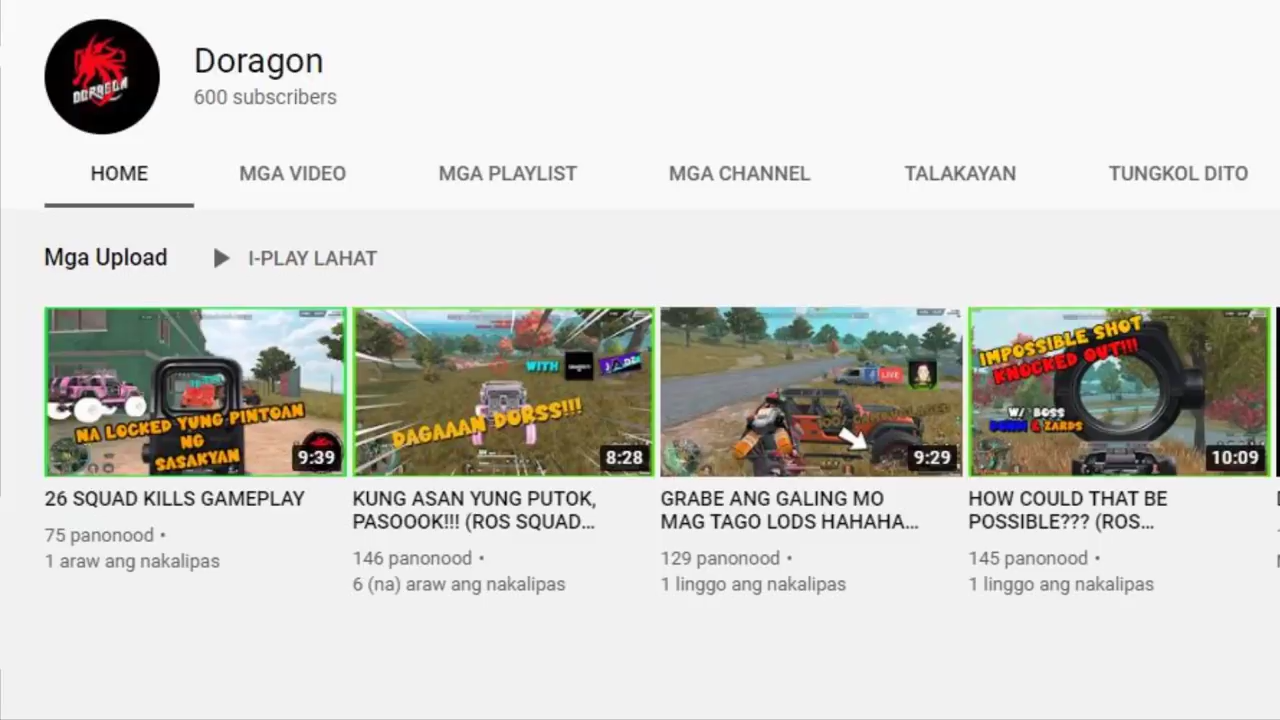 DORAGON
Doragon
600 subscribers
HOME
MGA VIDEO
MGA PLAYLIST
MGA CHANNEL
TALAKAYAN
TUNGKOL DITO
Mga Upload
I-PLAY LAHAT
NA LOCKED YUNG PINTOAN
NG
SASAKYAN
9:39
WITH
DAGAAAN DORSS!!!
8:28
LIVE
9:29
IMPOSSIBLE SHOT
KNOCKED OUT!!!
W/ BOSS
& ZARDS
10:09
26 SQUAD KILLS GAMEPLAY
75 panonood •
1 araw ang nakalipas
KUNG ASAN YUNG PUTOK,
PASOOOK!!! (ROS SQUAD...
146 panonood •
6 (na) araw ang nakalipas
GRABE ANG GALING MO
MAG TAGO LODS HAHAHA...
129 panonood •
1 linggo ang nakalipas
HOW COULD THAT BE
POSSIBLE??? (ROS...
145 panonood •
1 linggo ang nakalipas